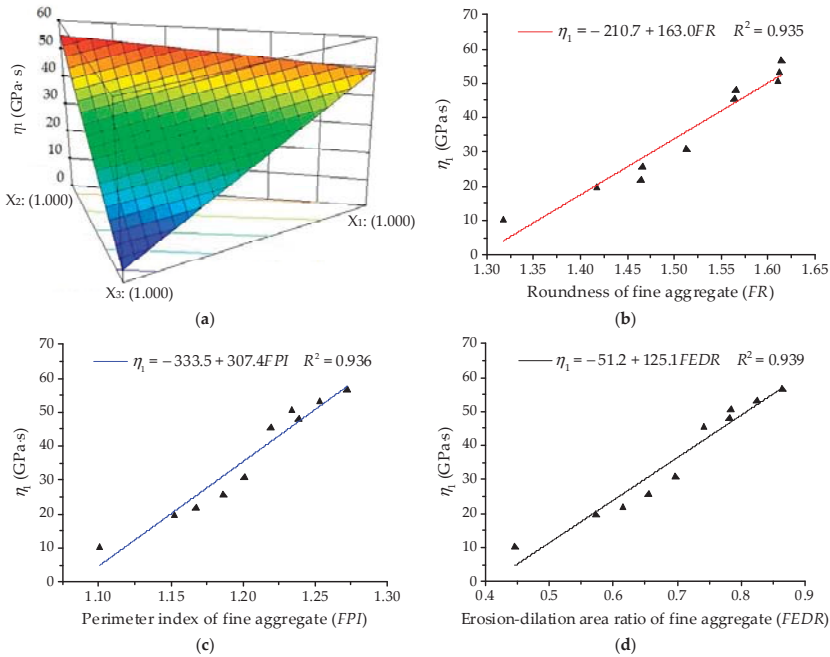 60
50
40
30
20
10
0
η1 (GPa· s)
X2: (1.000)
X1: (1.000)
X3: (1.000)
(a)
η1 = − 210.7 + 163.0FR R2 = 0.935
70
60
50
40
30
20
10
0
η1 (GPa·s)
1.30 1.35 1.40 1.45 1.50 1.55 1.60 1.65
Roundness of fine aggregate (FR)
(b)
η1 = −333.5 + 307.4FPI R2 = 0.936
70
60
50
40
30
20
10
0
η1 (GPa·s)
1.10 1.15 1.20 1.25 1.30
Perimeter index of fine aggregate (FPI)
(c)
η1 = −51.2 + 125.1FEDR R2 = 0.939
70
60
50
40
30
20
10
0
η1 (GPa·s)
0.4 0.5 0.6 0.7 0.8 0.9
Erosion-dilation area ratio of fine aggregate (FEDR)
(d)